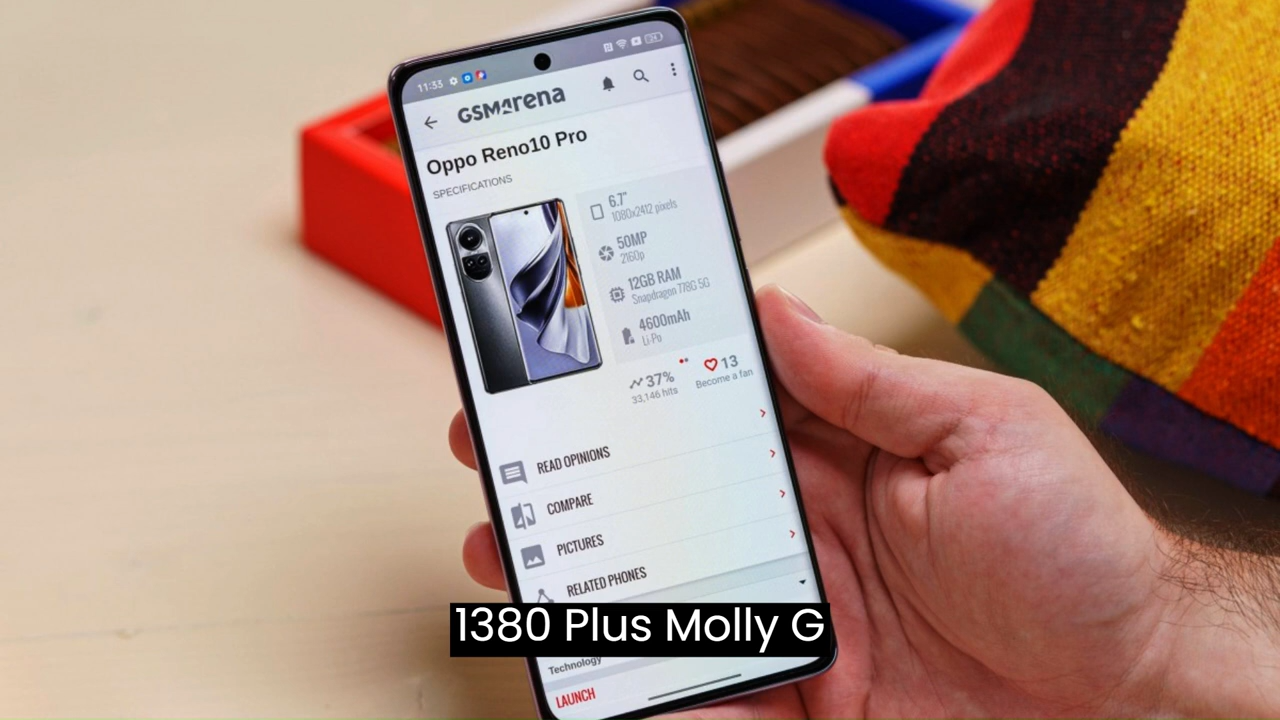 11:33
24
GSMArena
Oppo Reno10 Pro
SPECIFICATIONS
6.7"
1080x2412 pixels
50MP
2160p
12GB RAM
Snapdragon 778G 5G
4600mAh
Li-Po
37%
33,146 hits
13
Become a fan
READ OPINIONS
COMPARE
PICTURES
RELATED PHONES
1380 Plus Molly G
Technology
LAUNCH